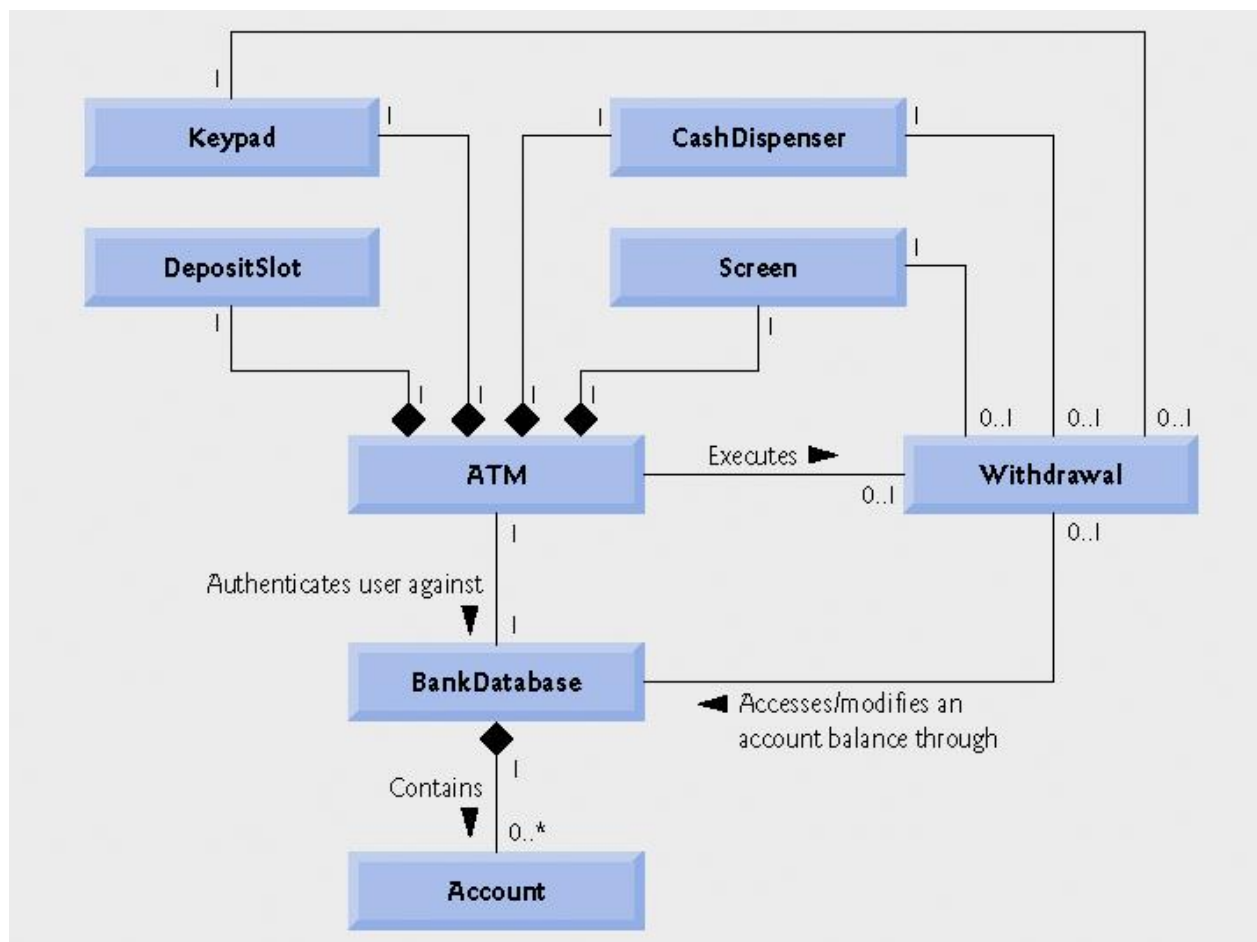 1
Keypad
1
1
CashDispenser
1
DepositSlot
1
Screen
1
1
1
1
1
1
0..1
0..1
0..1
ATM
Executes
0..1
Withdrawal
1
0..1
Authenticates user against
1
BankDatabase
Accesses/modifies an
account balance through
1
Contains
0..*
Account